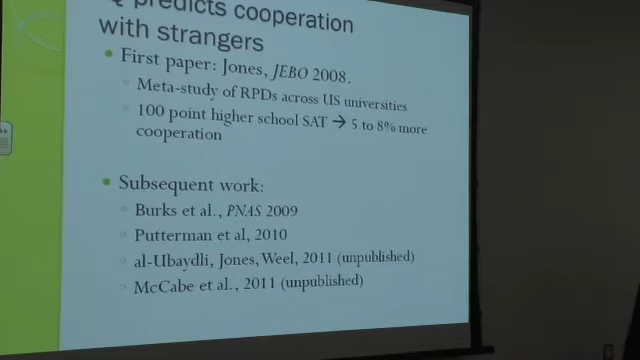 Q predicts cooperation
with strangers
First paper: Jones, JEBO 2008.
Meta-study of RPDs across US universities
100 point higher school SAT → 5 to 8% more
cooperation
Subsequent work:
Burks et al., PNAS 2009
Putterman et al, 2010
al-Ubaydli, Jones, Weel, 2011 (unpublished)
McCabe et al., 2011 (unpublished)